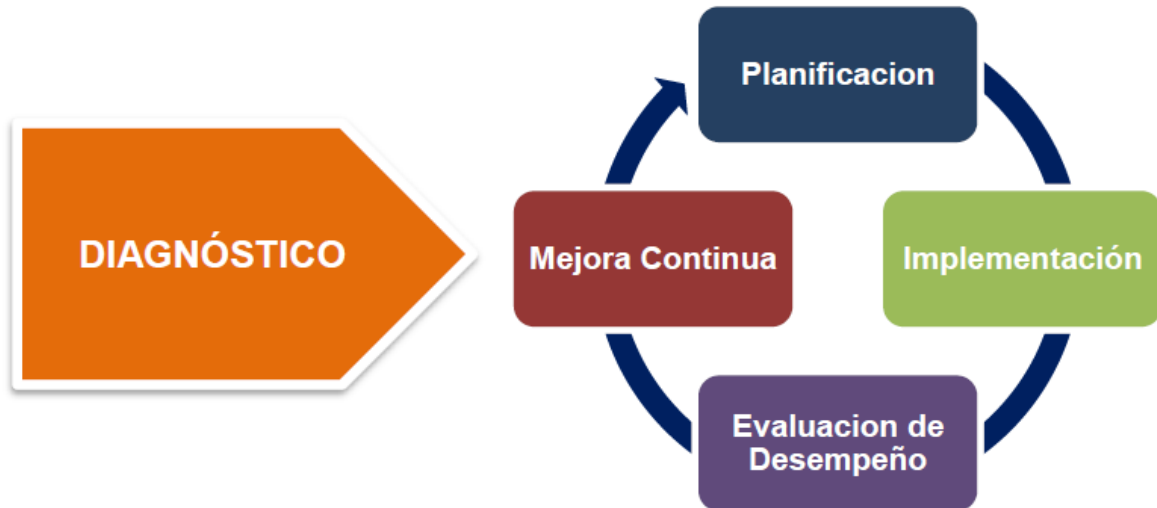 DIAGNÓSTICO
Planificacion
Mejora Continua
Implementación
Evaluacion de
Desempeño